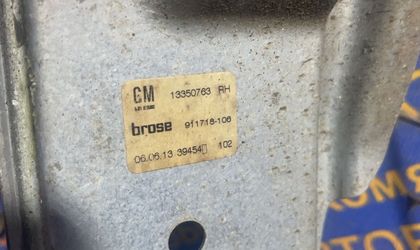 GM 13350763 RH
brose 911718-106
06.06.13 39454 102